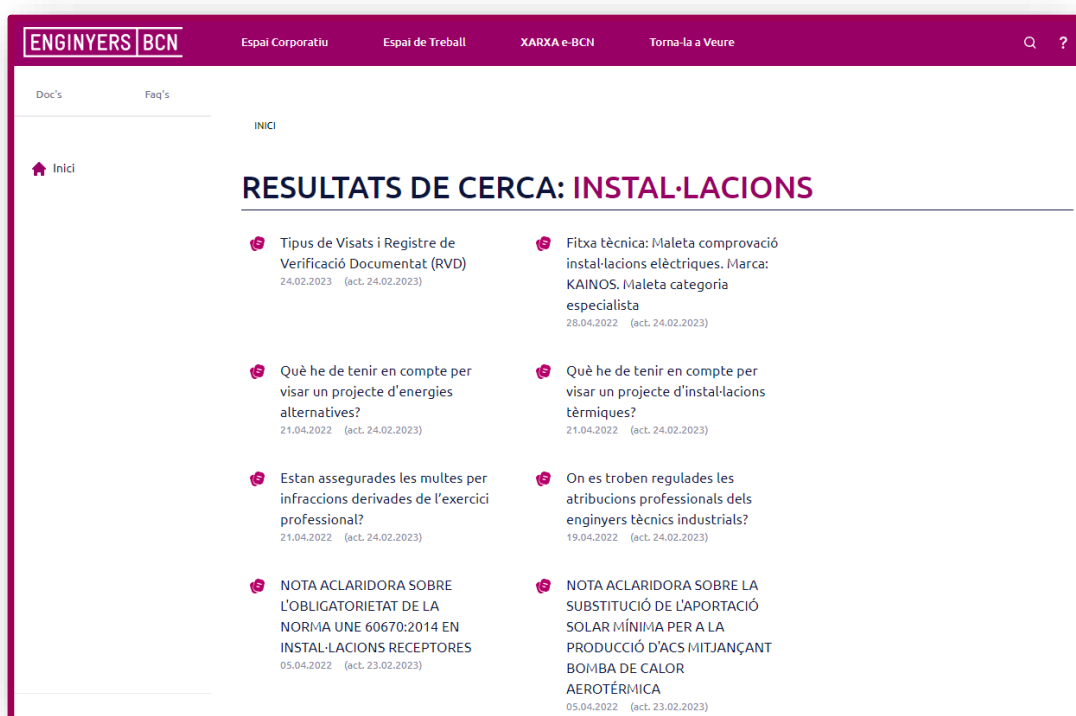 ENGINYERS BCN
Espai Corporatiu
Espai de Treball
XARXA e-BCN
Torna-la a Veure
?
Doc's
Faq's
INICI
Inici
RESULTATS DE CERCA: INSTAL·LACIONS
Tipus de Visats i Registre de
Verificació Documentat (RVD)
24.02.2023 (act. 24.02.2023)
Fitxa tècnica: Maleta comprovació
instal·lacions elèctriques. Marca:
KAINOS. Maleta categoria
especialista
28.04.2022 (act. 24.02.2023)
Què he de tenir en compte per
visar un projecte d'energies
alternatives?
21.04.2022 (act. 24.02.2023)
Què he de tenir en compte per
visar un projecte d'instal·lacions
tèrmiques?
21.04.2022 (act. 24.02.2023)
Estan assegurades les multes per
infraccions derivades de l’exercici
professional?
21.04.2022 (act. 24.02.2023)
On es troben regulades les
atribucions professionals dels
enginyers tècnics industrials?
19.04.2022 (act. 24.02.2023)
NOTA ACLARIDORA SOBRE
L'OBLIGATORIETAT DE LA
NORMA UNE 60670:2014 EN
INSTAL·LACIONS RECEPTORES
05.04.2022 (act. 23.02.2023)
NOTA ACLARIDORA SOBRE LA
SUBSTITUCIÓ DE L'APORTACIÓ
SOLAR MÍNIMA PER A LA
PRODUCCIÓ D'ACS MITJANÇANT
BOMBA DE CALOR
AEROTÉRMICA
05.04.2022 (act. 23.02.2023)